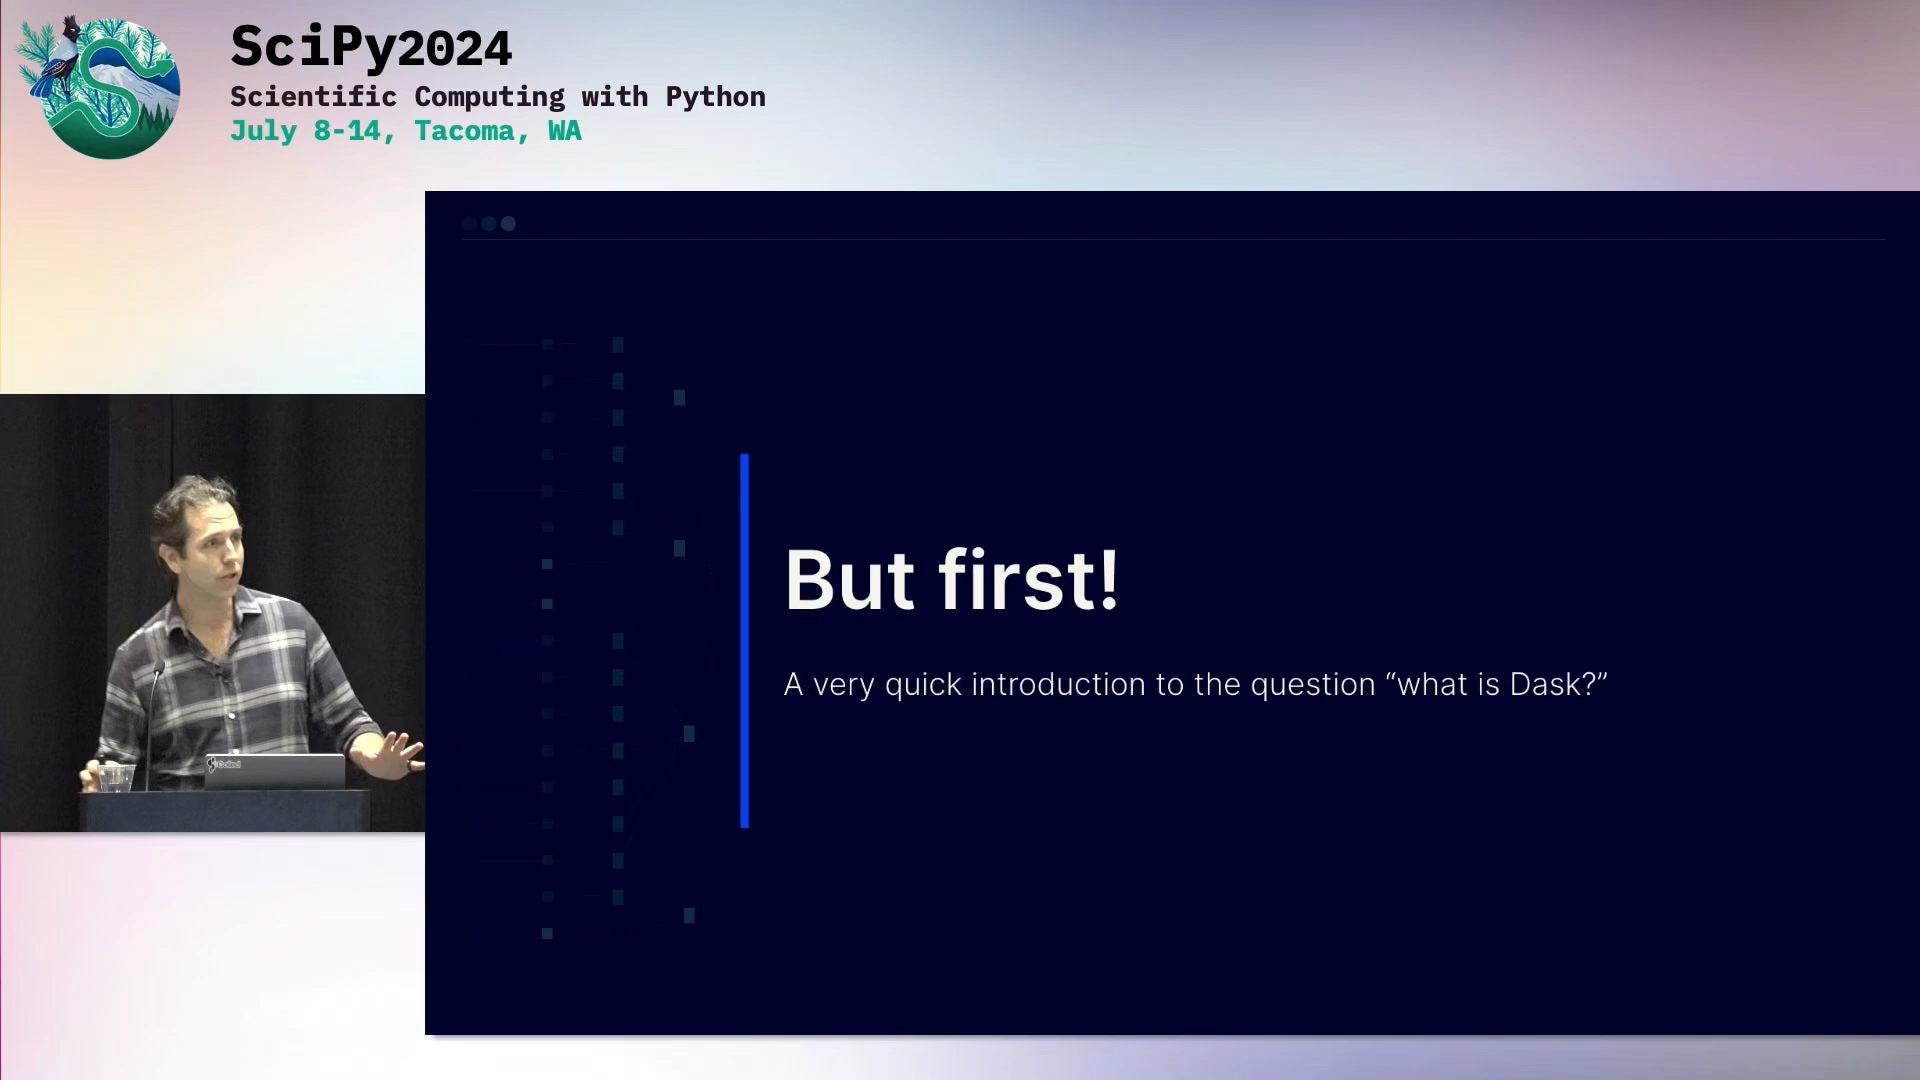 SciPy2024
Scientific Computing with Python
July 8-14, Tacoma, WA
But first!
A very quick introduction to the question “what is Dask?”